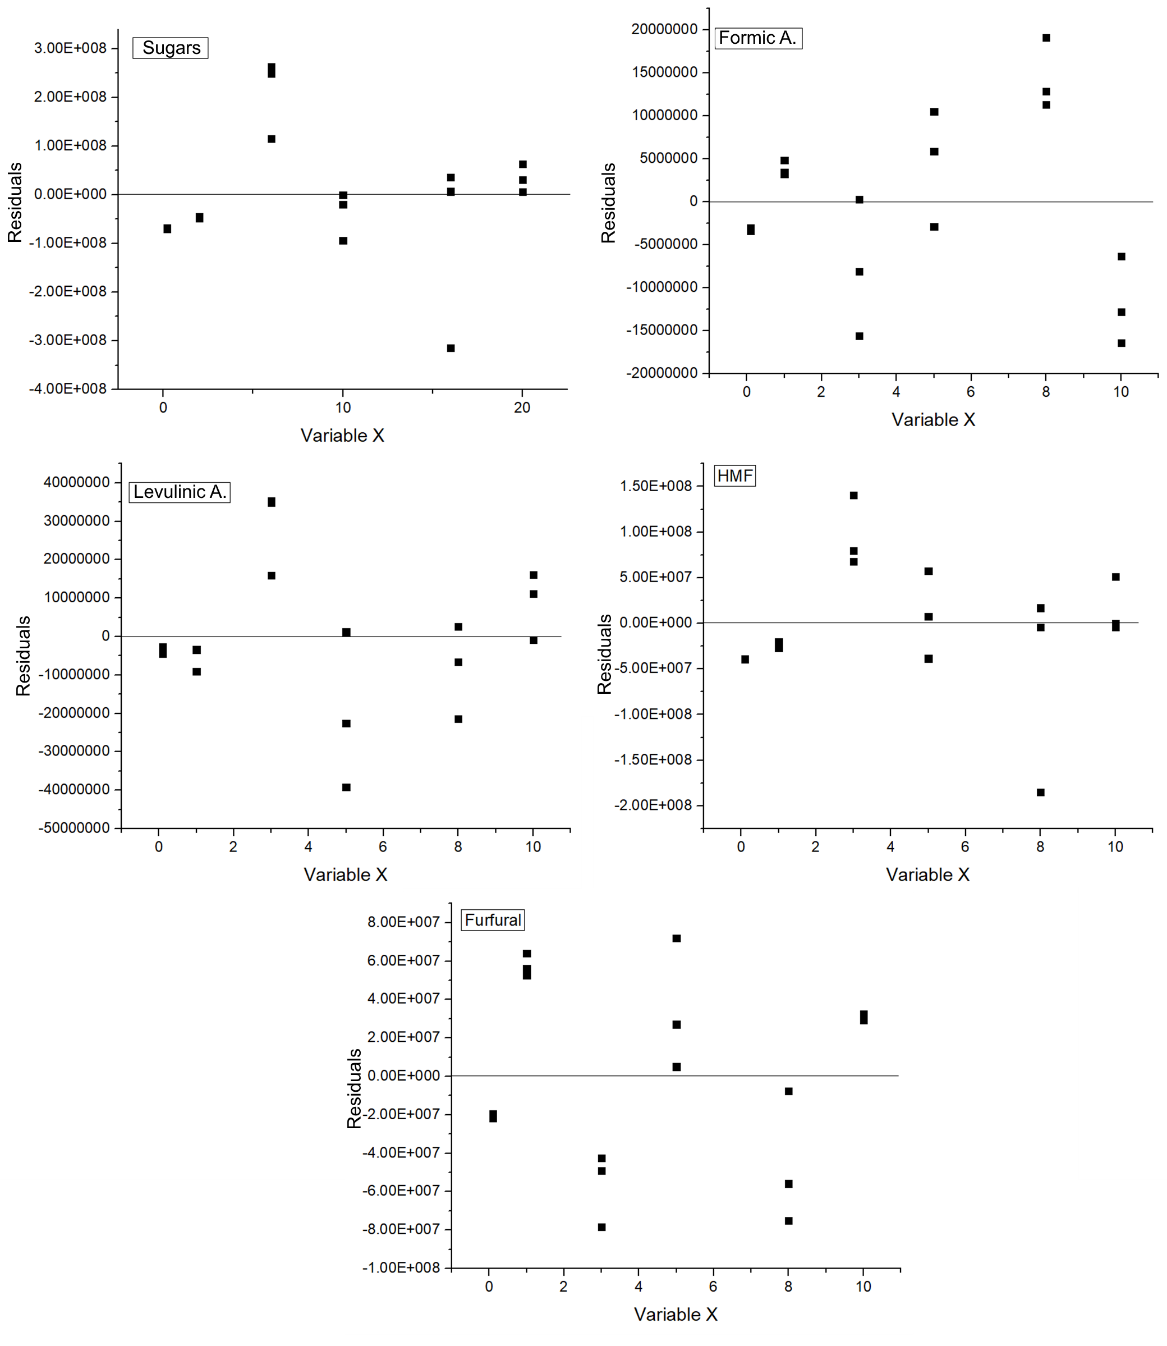 Sugars
3.00E+008
2.00E+008
1.00E+008
0.00E+000
-1.00E+008
-2.00E+008
-3.00E+008
-4.00E+008
Residuals
0 10 20
Variable X
Formic A.
20000000
15000000
10000000
5000000
0
-5000000
-10000000
-15000000
-20000000
Residuals
0 2 4 6 8 10
Variable X
Levulinic A.
40000000
30000000
20000000
10000000
0
-10000000
-20000000
-30000000
-40000000
-50000000
Residuals
0 2 4 6 8 10
Variable X
HMF
1.50E+008
1.00E+008
5.00E+007
0.00E+000
-5.00E+007
-1.00E+008
-1.50E+008
-2.00E+008
Residuals
0 2 4 6 8 10
Variable X
Furfural
8.00E+007
6.00E+007
4.00E+007
2.00E+007
0.00E+000
-2.00E+007
-4.00E+007
-6.00E+007
-8.00E+007
-1.00E+008
Residuals
0 2 4 6 8 10
Variable X